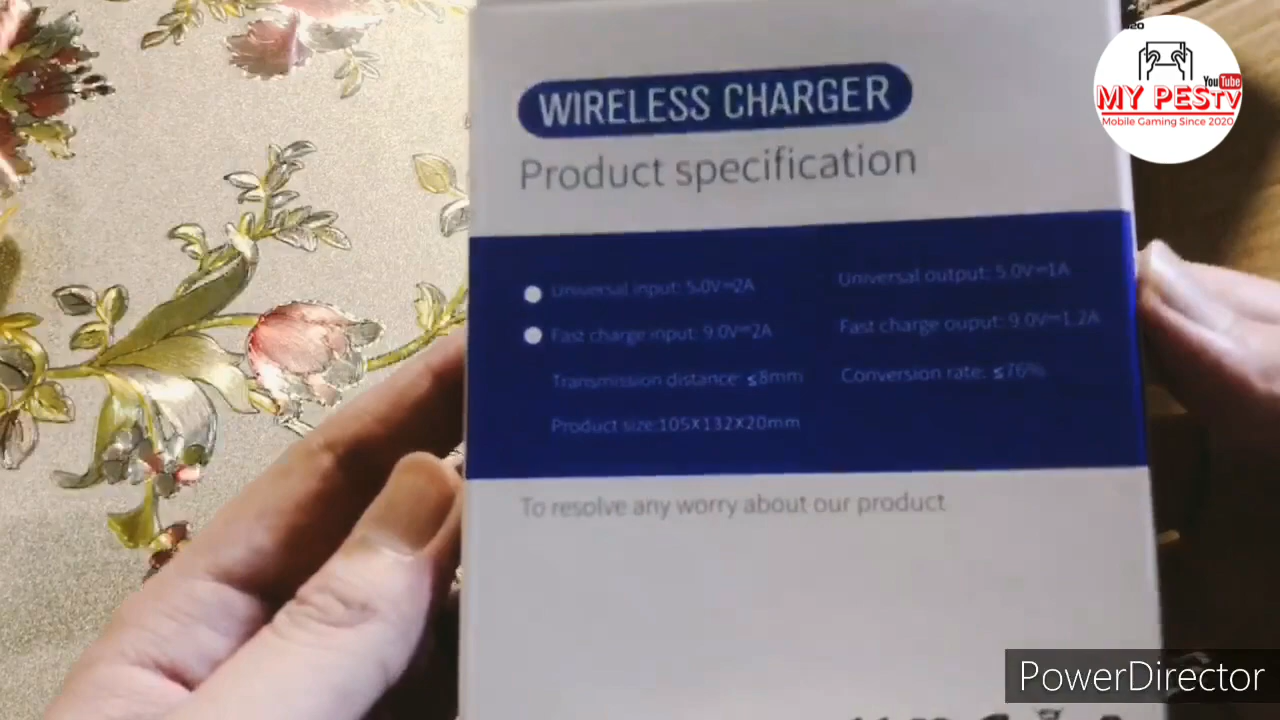 WIRELESS CHARGER
Product specification
Universal input: 5.0V⎓2A
Universal output: 5.0V⎓1A
Fast charge input: 9.0V⎓2A
Fast charge ouput: 9.0V⎓1.2A
Transmission distance: ≤8mm
Conversion rate: ≤76%
Product size:105X132X20mm
To resolve any worry about our product
YouTube
MY PESTV
Mobile Gaming Since 2020
PowerDirector